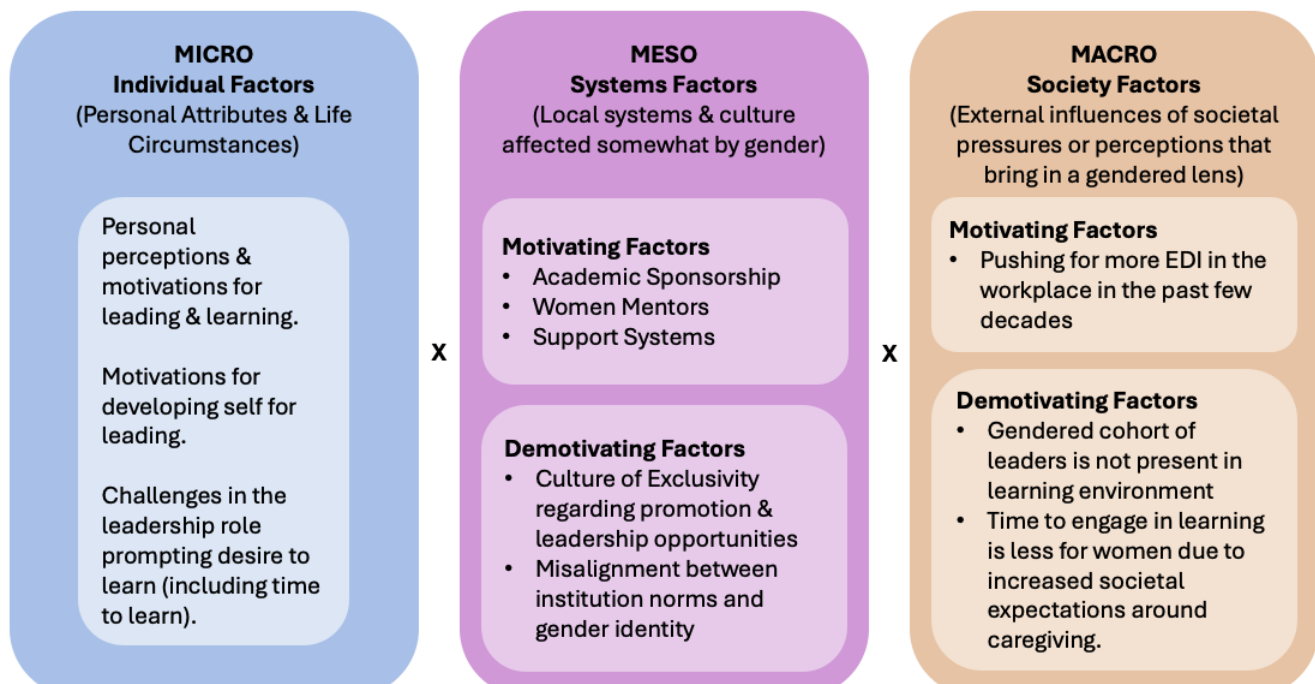 MICRO
Individual Factors
(Personal Attributes & Life
Circumstances)
Personal
perceptions &
motivations for
leading & learning.
Motivations for
developing self for
leading.
Challenges in the
leadership role
prompting desire to
learn (including time
to learn).
X
MESO
Systems Factors
(Local systems & culture
affected somewhat by gender)
Motivating Factors
• Academic Sponsorship
• Women Mentors
• Support Systems
Demotivating Factors
• Culture of Exclusivity
regarding promotion &
leadership opportunities
• Misalignment between
institution norms and
gender identity
X
MACRO
Society Factors
(External influences of societal
pressures or perceptions that
bring in a gendered lens)
Motivating Factors
• Pushing for more EDI in the
workplace in the past few
decades
Demotivating Factors
• Gendered cohort of
leaders is not present in
learning environment
• Time to engage in learning
is less for women due to
increased societal
expectations around
caregiving.